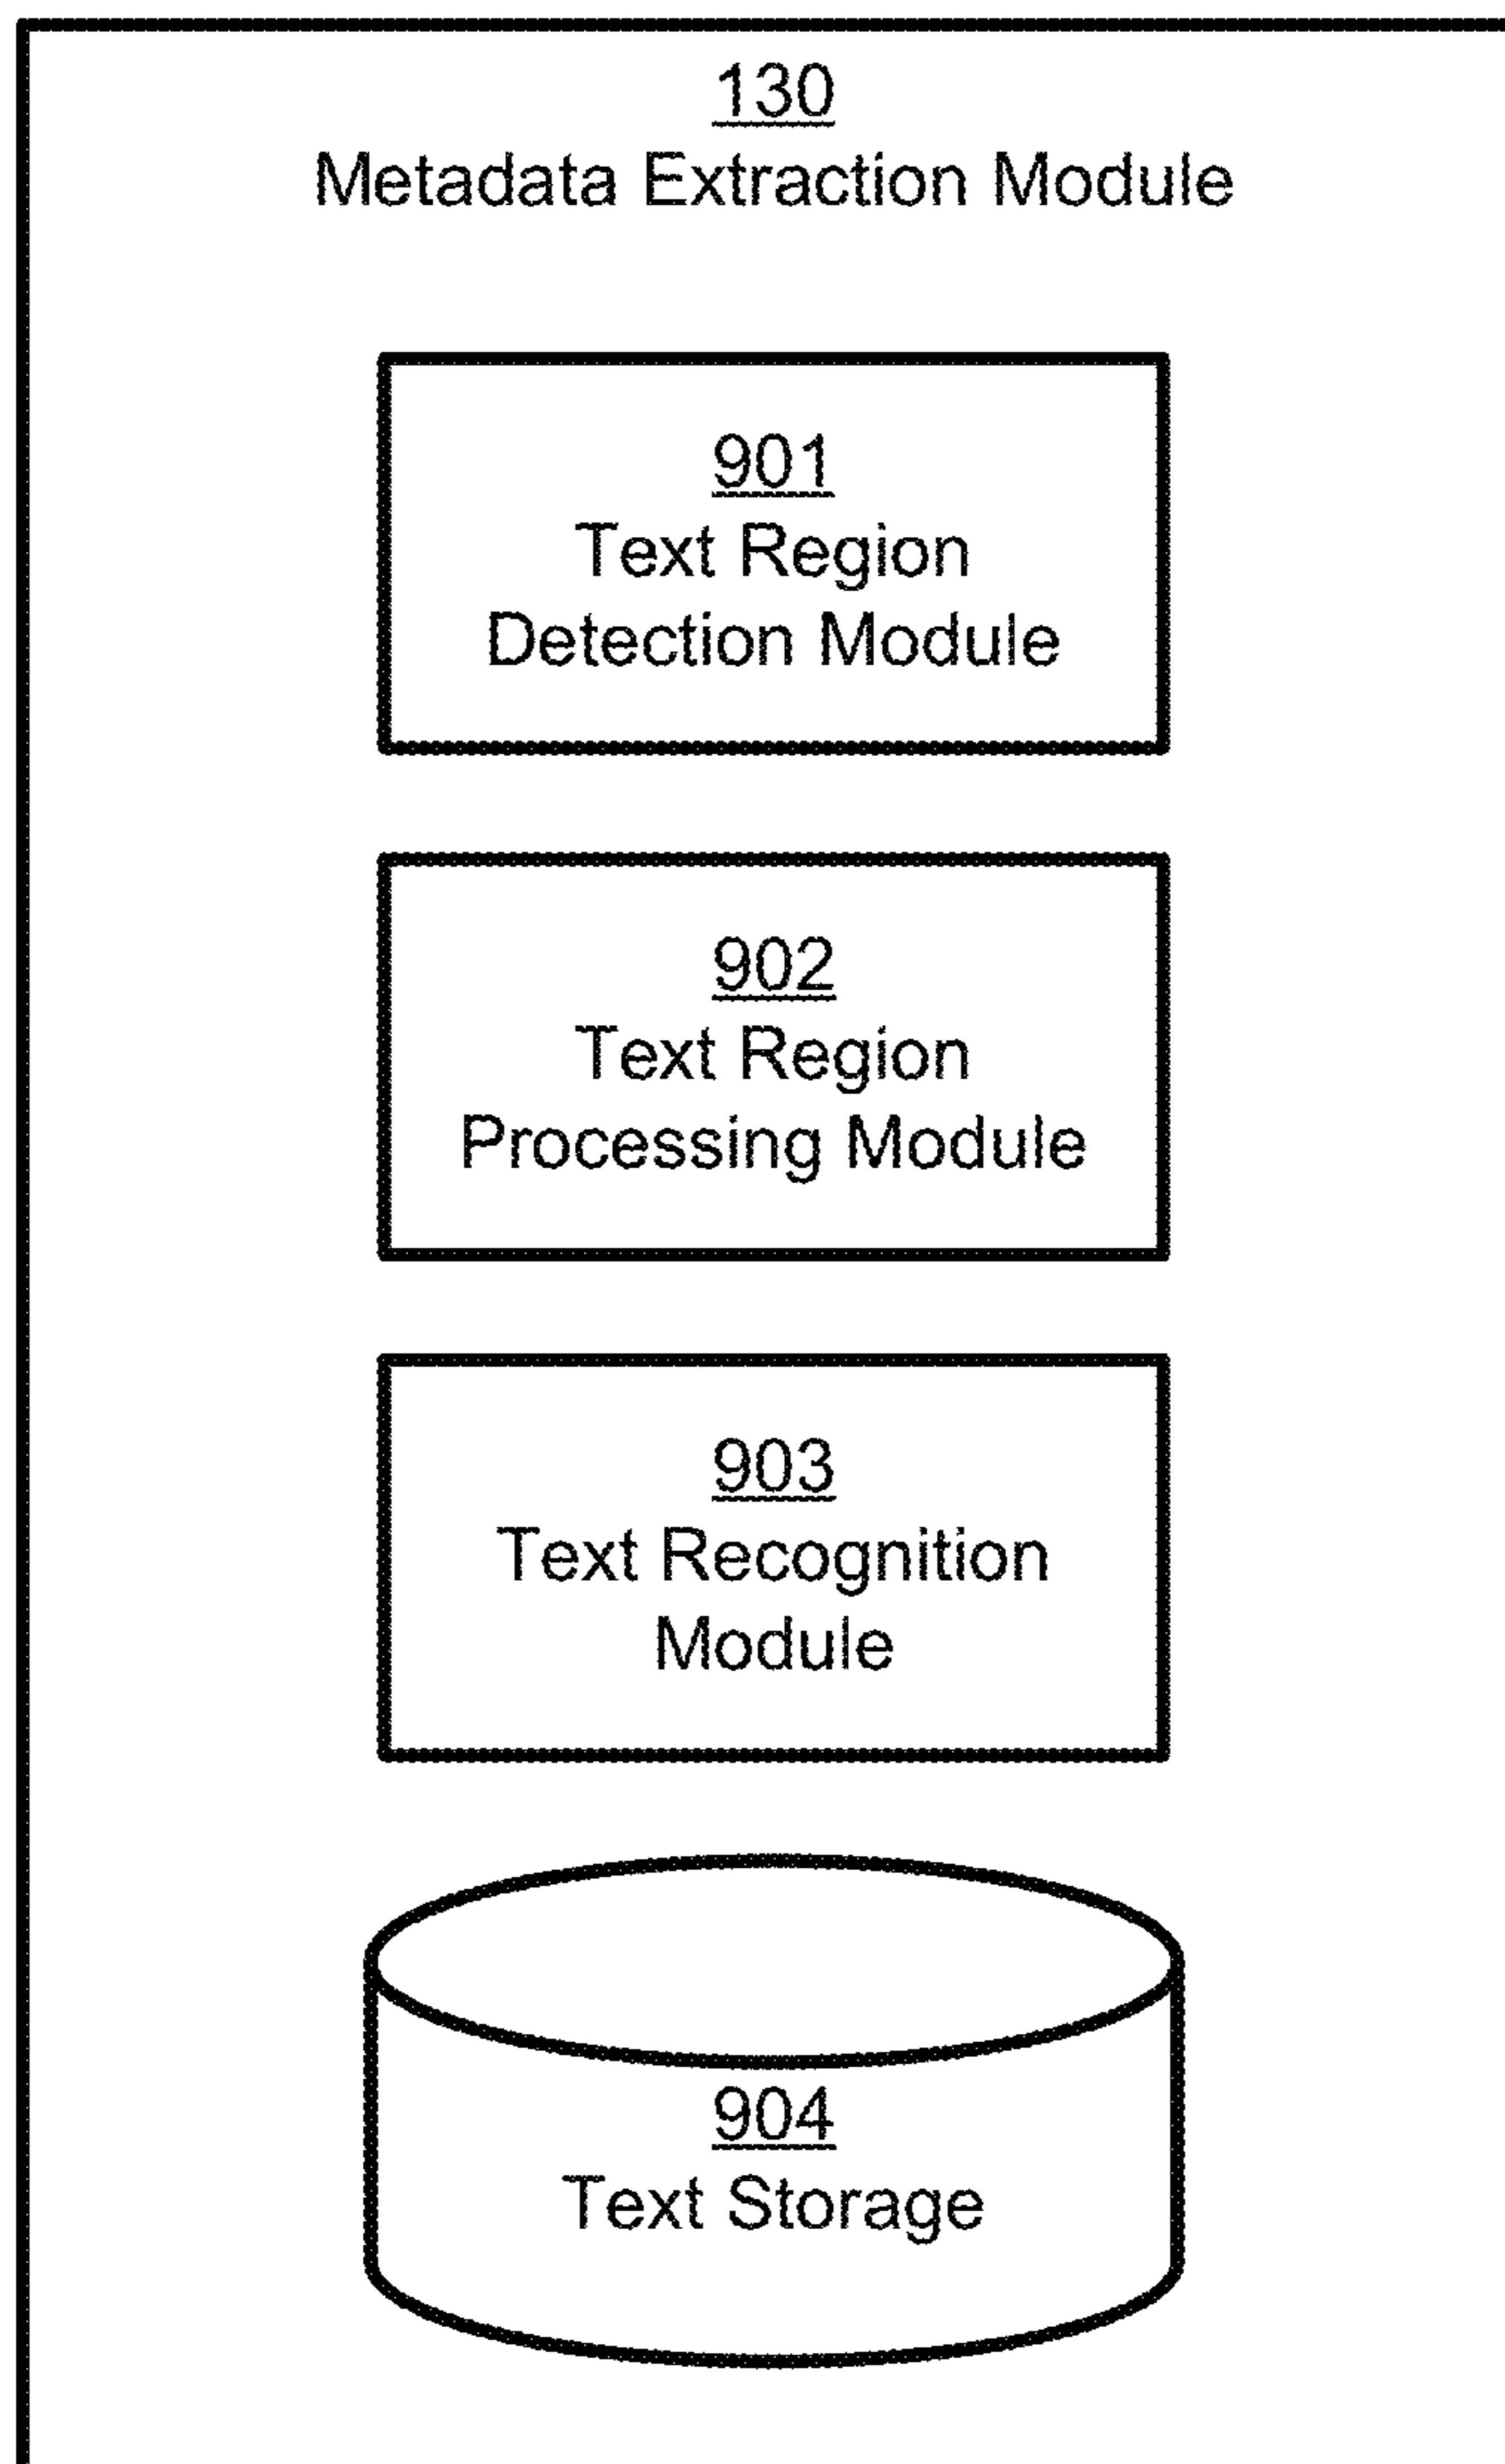 130
Metadata Extraction Module
901
Text Region
Detection Module
902
Text Region
Processing Module
903
Text Recognition
Module
904
Text Storage